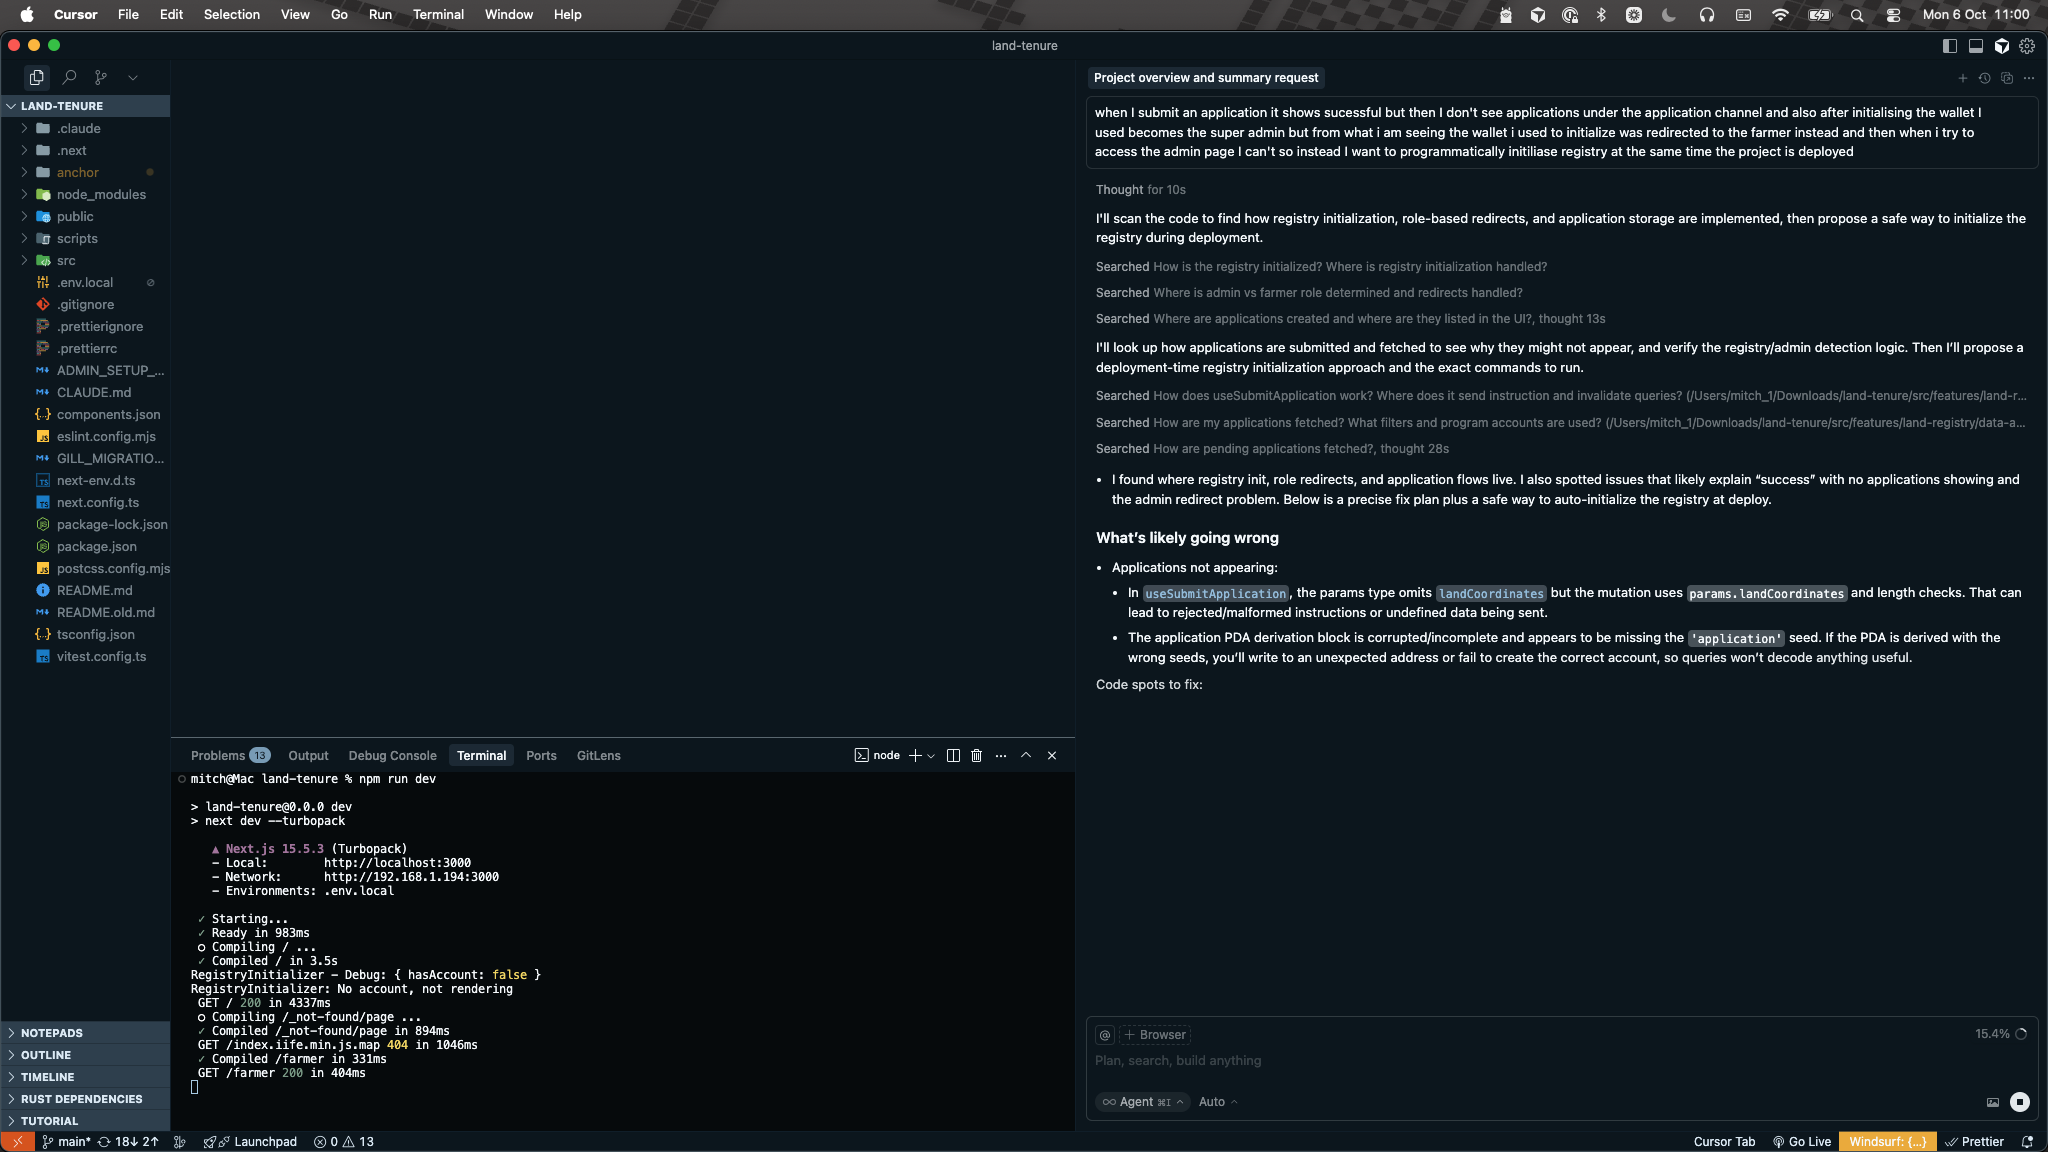 Cursor File Edit Selection View Go Run Terminal Window Help
Mon 6 Oct 11:00
land-tenure
LAND-TENURE
.claude
.next
anchor
node_modules
public
scripts
src
.env.local
.gitignore
.prettierignore
.prettierrc
ADMIN_SETUP_...
CLAUDE.md
components.json
eslint.config.mjs
GILL_MIGRATIO...
next-env.d.ts
next.config.ts
package-lock.json
package.json
postcss.config.mjs
README.md
README.old.md
tsconfig.json
vitest.config.ts
NOTEPADS
OUTLINE
TIMELINE
RUST DEPENDENCIES
TUTORIAL
Problems 13 Output Debug Console Terminal Ports GitLens
node
mitch@Mac land-tenure % npm run dev
> land-tenure@0.0.0 dev
> next dev --turbopack
▲ Next.js 15.5.3 (Turbopack)
- Local: http://localhost:3000
- Network: http://192.168.1.194:3000
- Environments: .env.local
✓ Starting...
✓ Ready in 983ms
○ Compiling / ...
✓ Compiled / in 3.5s
RegistryInitializer - Debug: { hasAccount: false }
RegistryInitializer: No account, not rendering
GET / 200 in 4337ms
○ Compiling /_not-found/page ...
✓ Compiled /_not-found/page in 894ms
GET /index.iife.min.js.map 404 in 1046ms
✓ Compiled /farmer in 331ms
GET /farmer 200 in 404ms
Project overview and summary request
when I submit an application it shows sucessful but then I don't see applications under the application channel and also after initialising the wallet I
used becomes the super admin but from what i am seeing the wallet i used to initialize was redirected to the farmer instead and then when i try to
access the admin page I can't so instead I want to programmatically initiliase registry at the same time the project is deployed
Thought for 10s
I'll scan the code to find how registry initialization, role-based redirects, and application storage are implemented, then propose a safe way to initialize the
registry during deployment.
Searched How is the registry initialized? Where is registry initialization handled?
Searched Where is admin vs farmer role determined and redirects handled?
Searched Where are applications created and where are they listed in the UI?, thought 13s
I'll look up how applications are submitted and fetched to see why they might not appear, and verify the registry/admin detection logic. Then I’ll propose a
deployment-time registry initialization approach and the exact commands to run.
Searched How does useSubmitApplication work? Where does it send instruction and invalidate queries? (/Users/mitch_1/Downloads/land-tenure/src/features/land-r...
Searched How are my applications fetched? What filters and program accounts are used? (/Users/mitch_1/Downloads/land-tenure/src/features/land-registry/data-a...
Searched How are pending applications fetched?, thought 28s
• I found where registry init, role redirects, and application flows live. I also spotted issues that likely explain “success” with no applications showing and
the admin redirect problem. Below is a precise fix plan plus a safe way to auto-initialize the registry at deploy.
What’s likely going wrong
• Applications not appearing:
• In useSubmitApplication, the params type omits landCoordinates but the mutation uses params.landCoordinates and length checks. That can
lead to rejected/malformed instructions or undefined data being sent.
• The application PDA derivation block is corrupted/incomplete and appears to be missing the 'application' seed. If the PDA is derived with the
wrong seeds, you’ll write to an unexpected address or fail to create the correct account, so queries won’t decode anything useful.
Code spots to fix:
@ + Browser 15.4%
Plan, search, build anything
Agent ⌘I Auto
main* 18↓ 2↑ Launchpad 0 13
Cursor Tab Go Live Windsurf: {...} Prettier